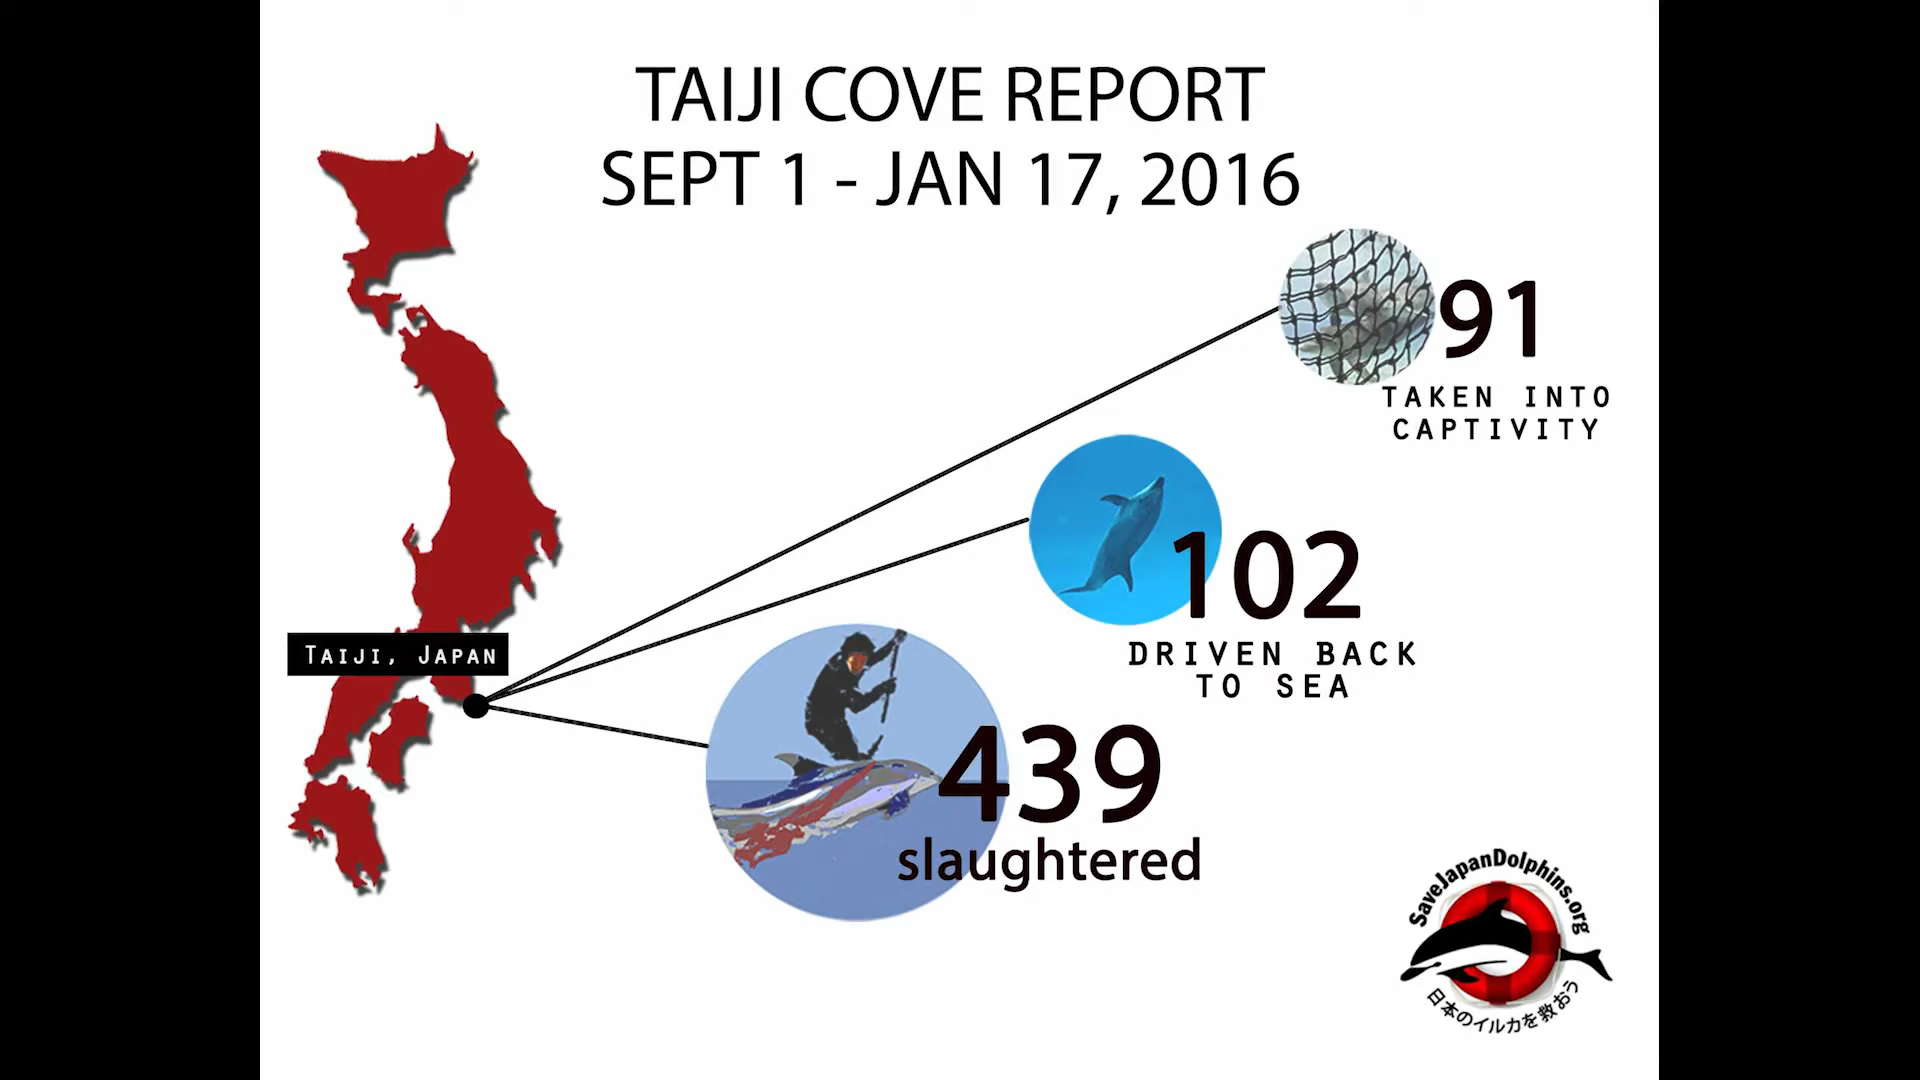 TAIJI COVE REPORT
SEPT 1 - JAN 17, 2016
91
TAKEN INTO
CAPTIVITY
102
DRIVEN BACK
TO SEA
TAIJI, JAPAN
439
slaughtered
SaveJapanDolphins.org
日本のイルカを救おう